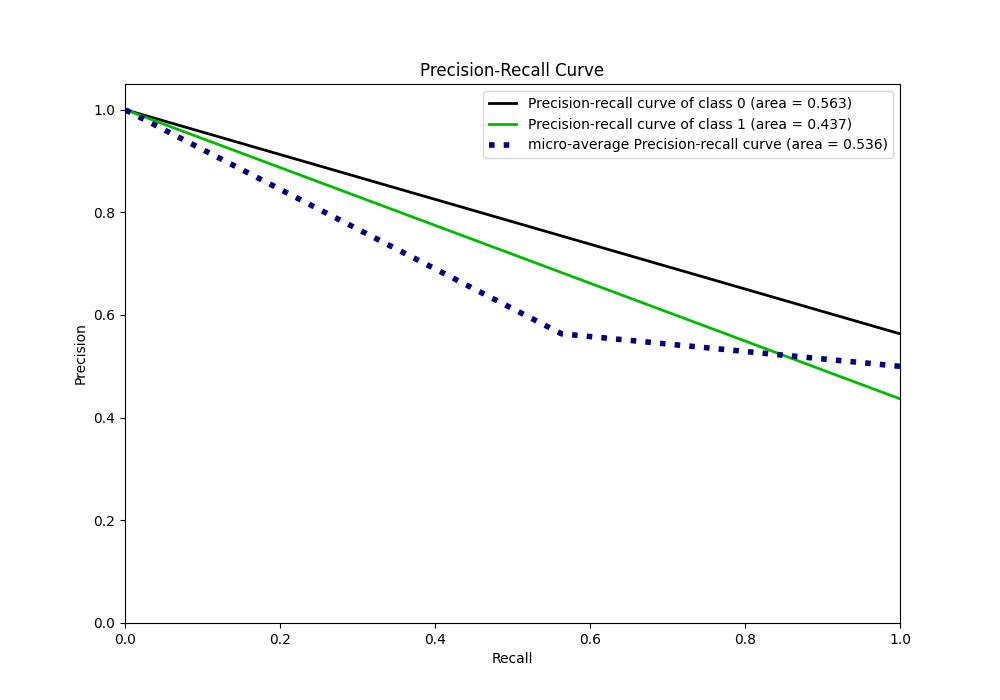 Precision-Recall Curve
Precision-recall curve of class 0 (area = 0.563)
Precision-recall curve of class 1 (area = 0.437)
micro-average Precision-recall curve (area = 0.536)
1.0
0.8
0.6
0.4
0.2
0.0
Precision
0.0 0.2 0.4 0.6 0.8 1.0
Recall